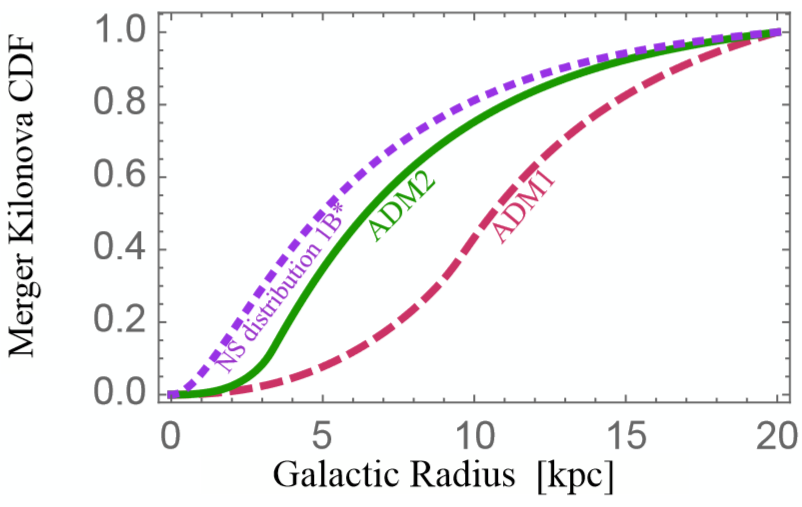 Merger Kilonova CDF
1.0
0.8
0.6
0.4
0.2
0.0
NS distribution 1B*
ADM2
ADM1
0 5 10 15 20
Galactic Radius [kpc]